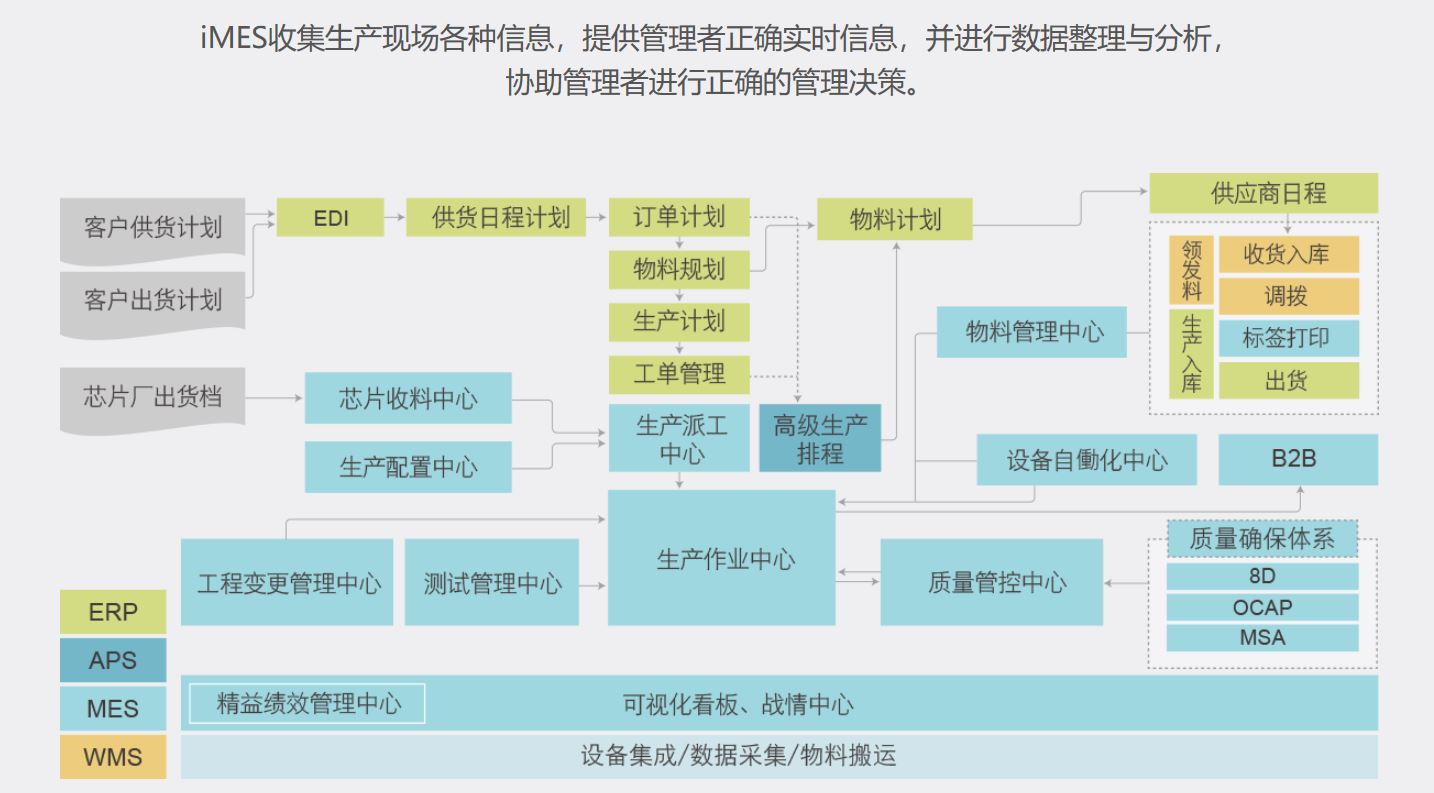 iMES收集生产现场各种信息，提供管理者正确实时信息，并进行数据整理与分析，
协助管理者进行正确的管理决策。
客户供货计划
EDI
供货日程计划
订单计划
物料计划
供应商日程
客户出货计划
物料规划
生产计划
工单管理
领发料
收货入库
调拨
生产入库
标签打印
出货
物料管理中心
芯片厂出货档
芯片收料中心
生产配置中心
生产派工
中心
高级生产
排程
设备自働化中心
B2B
工程变更管理中心
测试管理中心
生产作业中心
质量管控中心
质量确保体系
8D
OCAP
MSA
ERP
APS
MES
WMS
精益绩效管理中心
可视化看板、战情中心
设备集成/数据采集/物料搬运